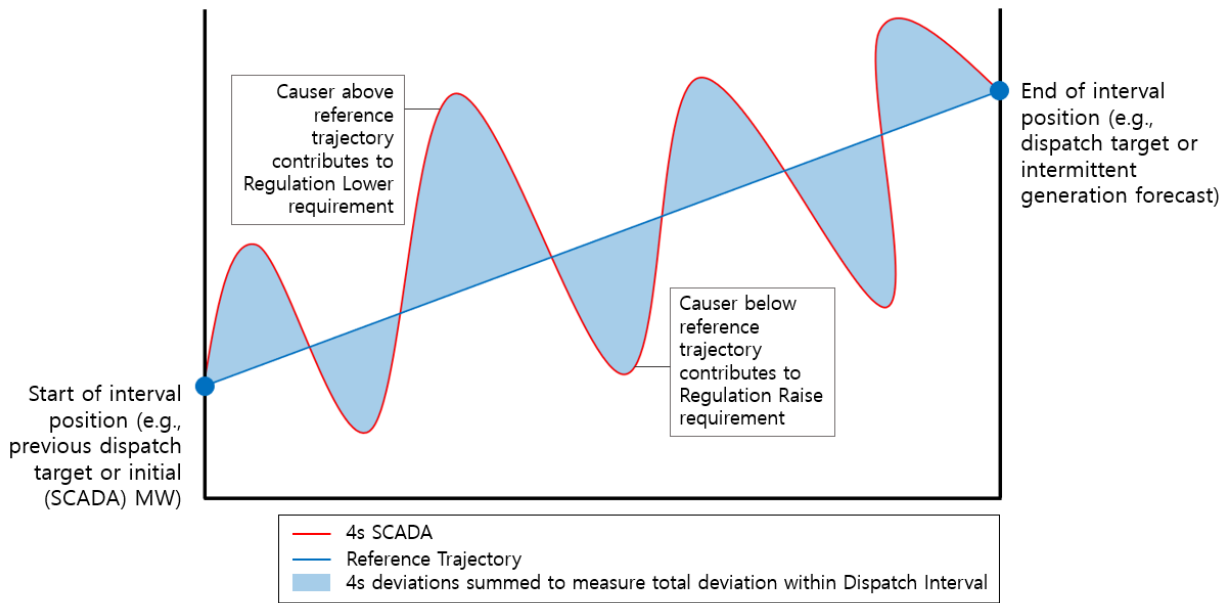 Causer above
reference
trajectory
contributes to
Regulation Lower
requirement
End of interval
position (e.g.,
dispatch target or
intermittent
generation forecast)
Causer below
reference
trajectory
contributes to
Regulation Raise
requirement
Start of interval
position (e.g.,
previous dispatch
target or initial
(SCADA) MW)
4s SCADA
Reference Trajectory
4s deviations summed to measure total deviation within Dispatch Interval